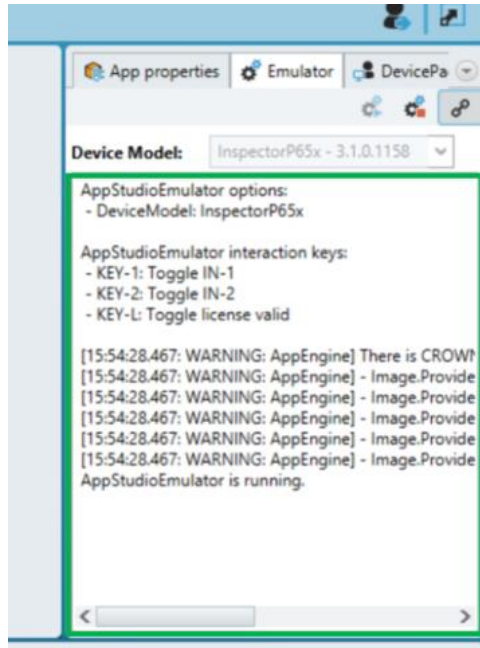 App properties Emulator DevicePa
Device Model: InspectorP65x - 3.1.0.1158
AppStudioEmulator options:
- DeviceModel: InspectorP65x
AppStudioEmulator interaction keys:
- KEY-1: Toggle IN-1
- KEY-2: Toggle IN-2
- KEY-L: Toggle license valid
[15:54:28.467: WARNING: AppEngine] There is CROWN
[15:54:28.467: WARNING: AppEngine] - Image.Provide
[15:54:28.467: WARNING: AppEngine] - Image.Provide
[15:54:28.467: WARNING: AppEngine] - Image.Provide
[15:54:28.467: WARNING: AppEngine] - Image.Provide
[15:54:28.467: WARNING: AppEngine] - Image.Provide
AppStudioEmulator is running.